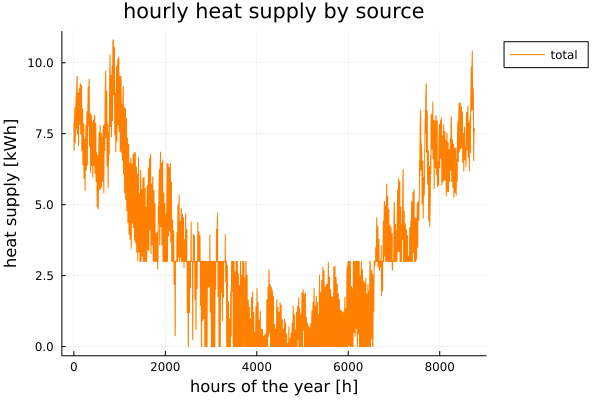 hourly heat supply by source
total
heat supply [kWh]
10.0
7.5
5.0
2.5
0.0
0 2000 4000 6000 8000
hours of the year [h]